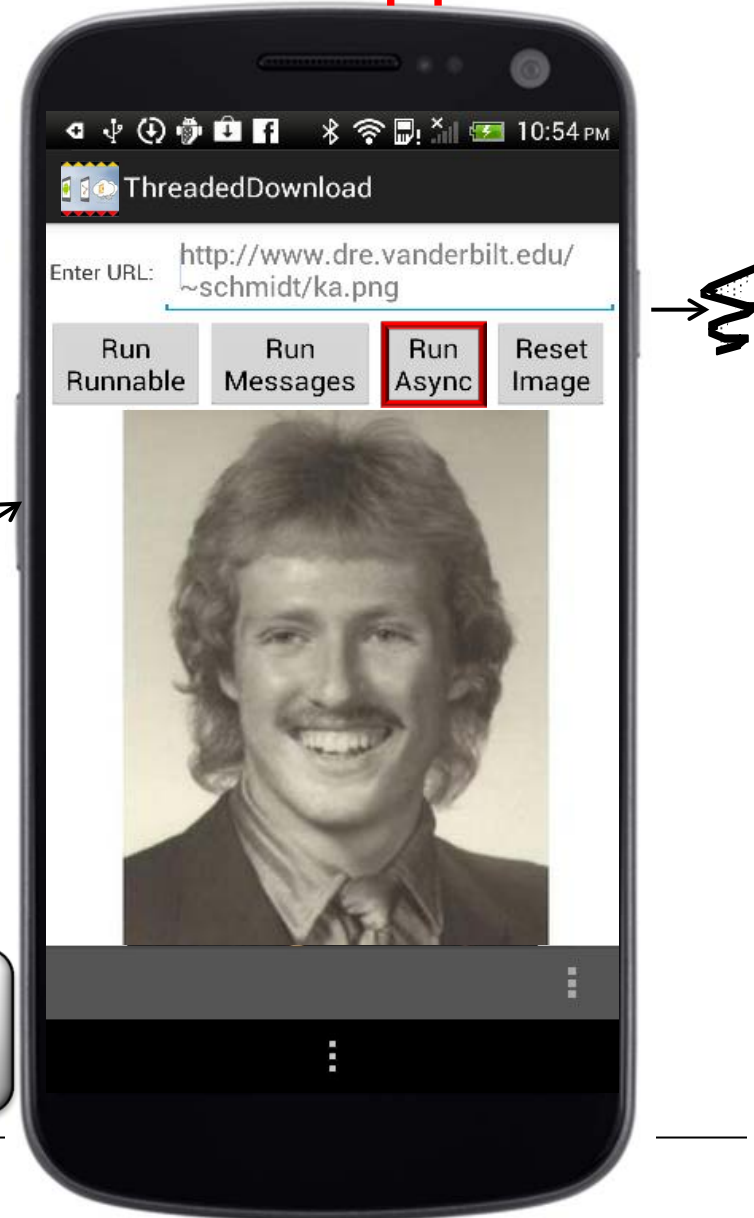 10:54 PM
ThreadedDownload
Enter URL:
http://www.dre.vanderbilt.edu/
~schmidt/ka.png
Run
Runnable
Run
Messages
Run
Async
Reset
Image